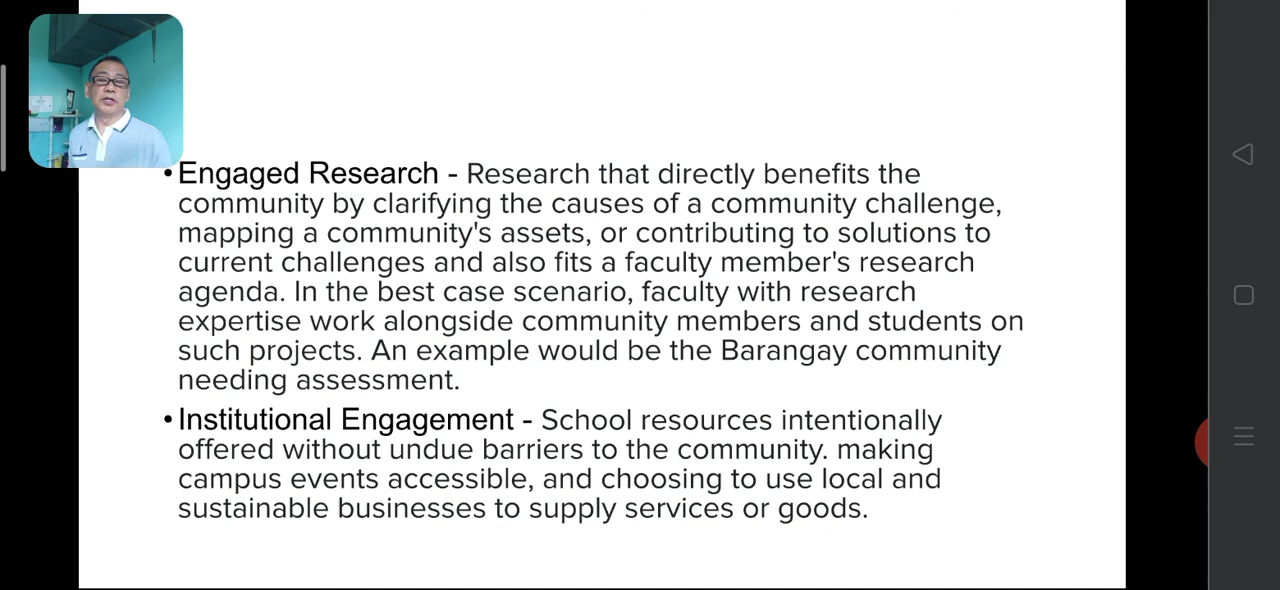 •Engaged Research - Research that directly benefits the
community by clarifying the causes of a community challenge,
mapping a community's assets, or contributing to solutions to
current challenges and also fits a faculty member's research
agenda. In the best case scenario, faculty with research
expertise work alongside community members and students on
such projects. An example would be the Barangay community
needing assessment.
•Institutional Engagement - School resources intentionally
offered without undue barriers to the community. making
campus events accessible, and choosing to use local and
sustainable businesses to supply services or goods.